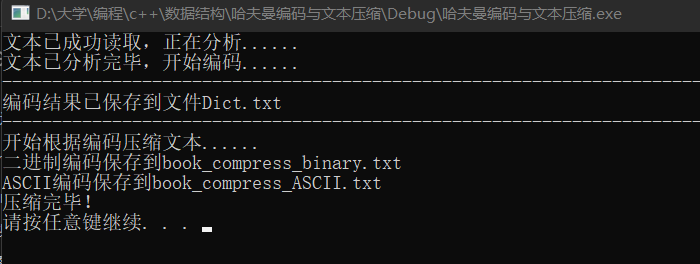 D:\大学\编程\c++\数据结构\哈夫曼编码与文本压缩\Debug\哈夫曼编码与文本压缩.exe
文本已成功读取，正在分析......
文本已分析完毕，开始编码......
编码结果已保存到文件Dict.txt
开始根据编码压缩文本......
二进制编码保存到book_compress_binary.txt
ASCII编码保存到book_compress_ASCII.txt
压缩完毕！
请按任意键继续. . .